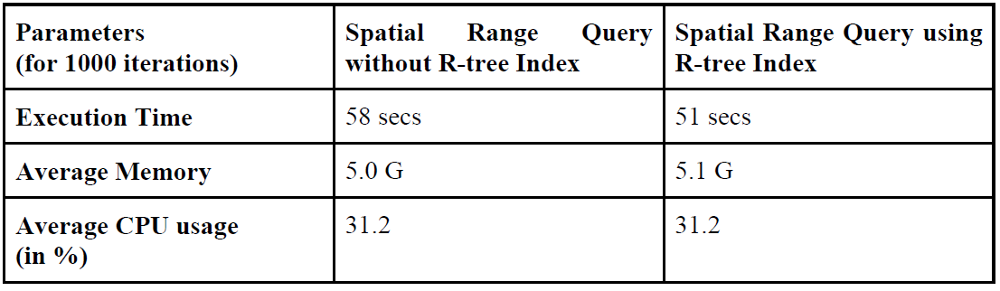 Parameters
(for 1000 iterations)
Spatial Range Query
without R-tree Index
Spatial Range Query using
R-tree Index
Execution Time
58 secs
51 secs
Average Memory
5.0 G
5.1 G
Average CPU usage
(in %)
31.2
31.2